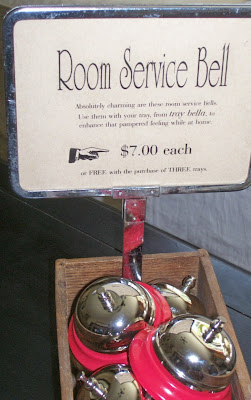 Room Service Bell
Absolutely charming are these room service bells.
Use them with your tray, from tray bella, to
enhance that pampered feeling while at home.
$7.00 each
or FREE with the purchase of THREE trays.